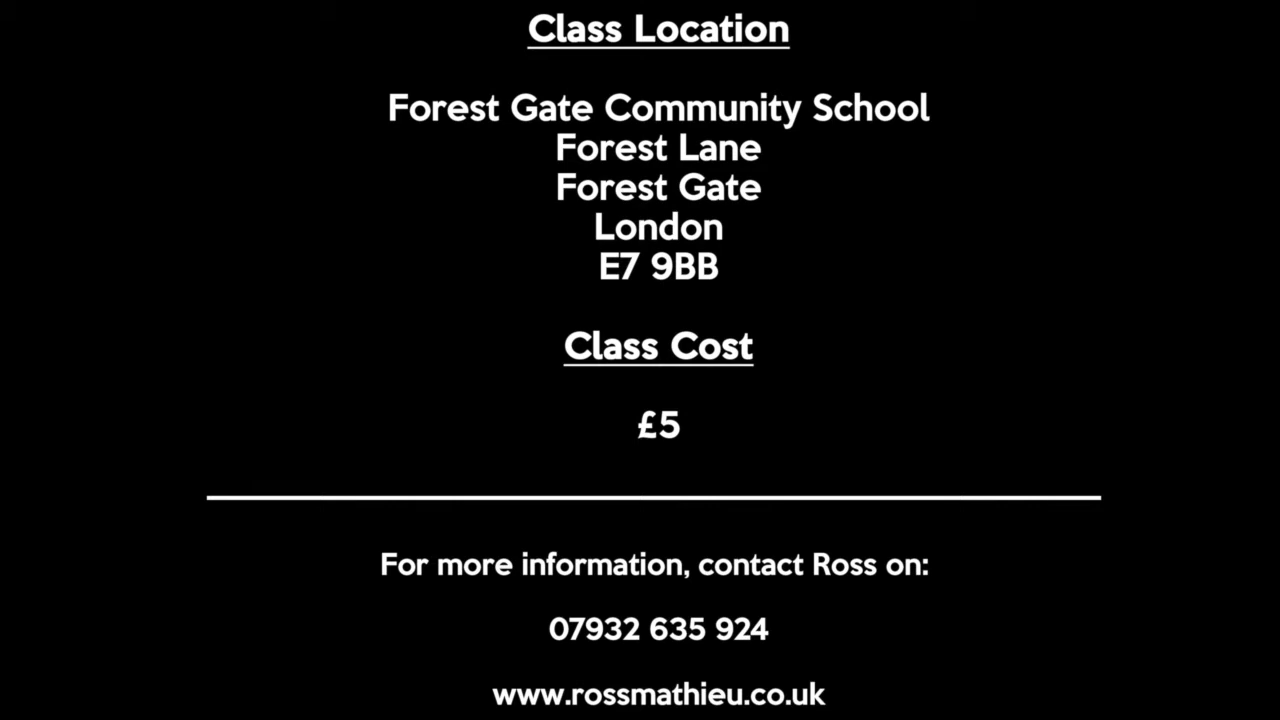 Class Location
Forest Gate Community School
Forest Lane
Forest Gate
London
E7 9BB
Class Cost
£5
For more information, contact Ross on:
07932 635 924
www.rossmathieu.co.uk